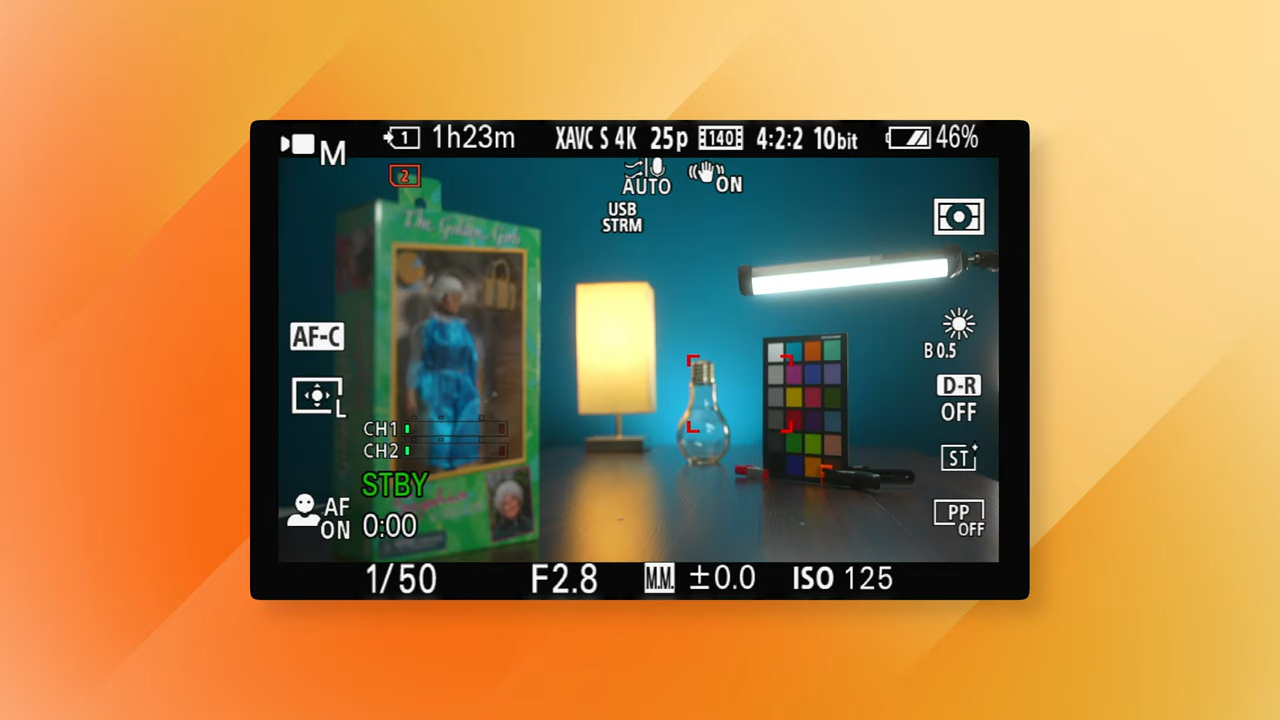 M
1 1h23m XAVC S 4K 25p 140 4:2:2 10bit 46%
2
AUTO
ON
USB
STRM
The Golden Girls
AF-C
L
B 0.5
D-R
OFF
CH1
CH2
ST
STBY
AF
ON
0:00
PP
OFF
1/50 F2.8 M.M. ±0.0 ISO 125